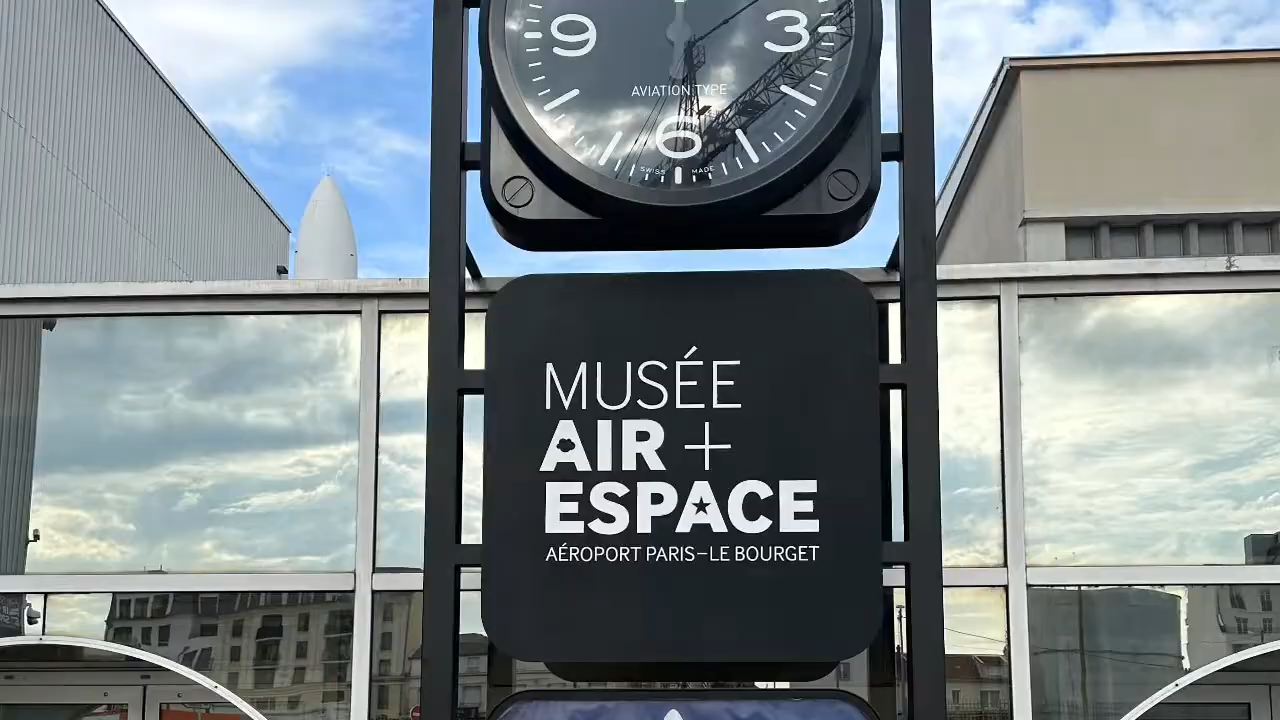 9 3
AVIATION TYPE
6
SWISS MADE
MUSÉE
AIR +
ESPACE
AÉROPORT PARIS–LE BOURGET